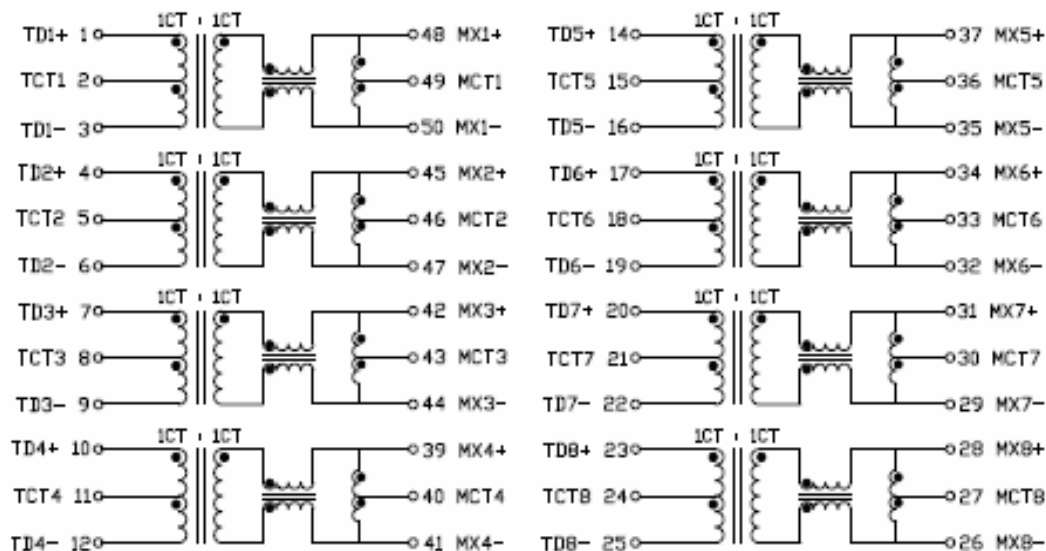 1CT : 1CT
TD1+ 1 48 MX1+
TCT1 2 49 MCT1
TD1- 3 50 MX1-
1CT : 1CT
TD2+ 4 45 MX2+
TCT2 5 46 MCT2
TD2- 6 47 MX2-
1CT : 1CT
TD3+ 7 42 MX3+
TCT3 8 43 MCT3
TD3- 9 44 MX3-
1CT : 1CT
TD4+ 10 39 MX4+
TCT4 11 40 MCT4
TD4- 12 41 MX4-
1CT : 1CT
TD5+ 14 37 MX5+
TCT5 15 36 MCT5
TD5- 16 35 MX5-
1CT : 1CT
TD6+ 17 34 MX6+
TCT6 18 33 MCT6
TD6- 19 32 MX6-
1CT : 1CT
TD7+ 20 31 MX7+
TCT7 21 30 MCT7
TD7- 22 29 MX7-
1CT : 1CT
TD8+ 23 28 MX8+
TCT8 24 27 MCT8
TD8- 25 26 MX8-